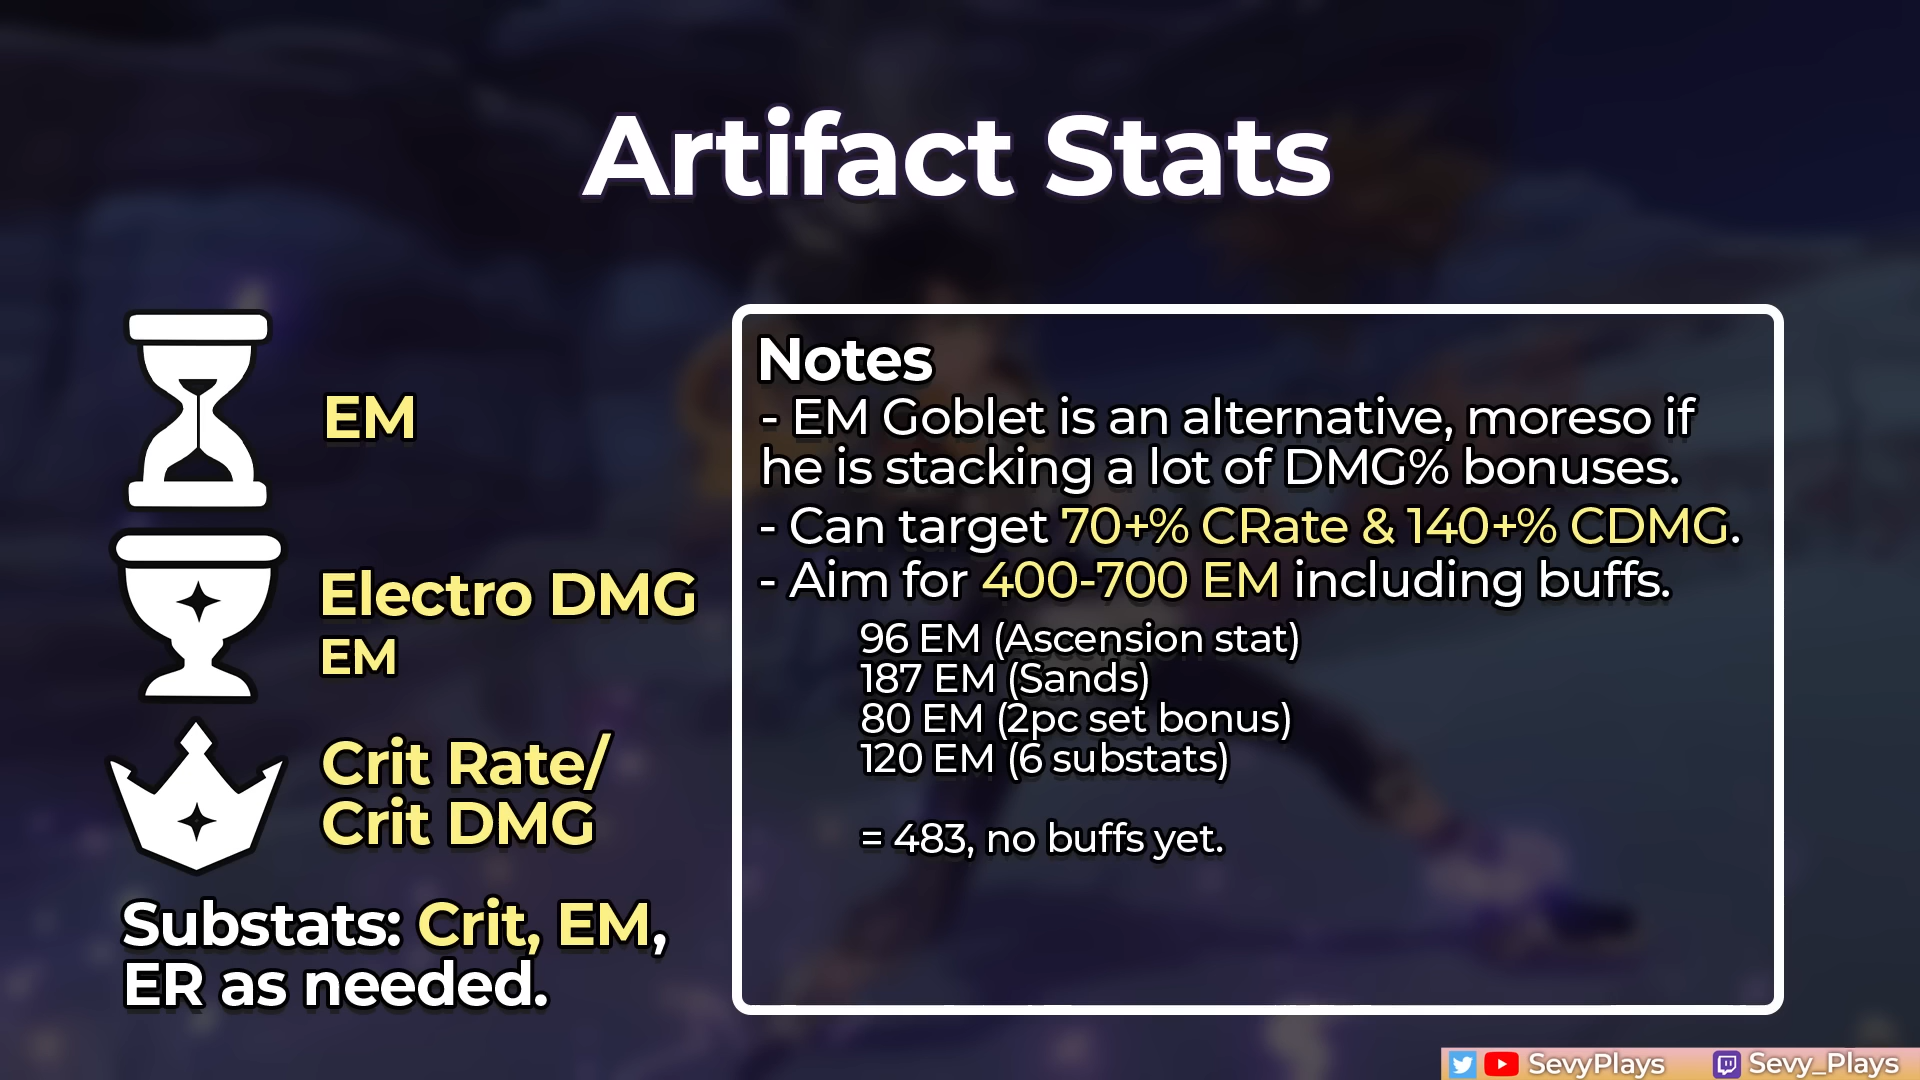 Artifact Stats
EM
Electro DMG
EM
Crit Rate/
Crit DMG
Substats: Crit, EM,
ER as needed.
Notes
- EM Goblet is an alternative, moreso if
he is stacking a lot of DMG% bonuses.
- Can target 70+% CRate & 140+% CDMG.
- Aim for 400-700 EM including buffs.
96 EM (Ascension stat)
187 EM (Sands)
80 EM (2pc set bonus)
120 EM (6 substats)
= 483, no buffs yet.
SevyPlays
Sevy_Plays